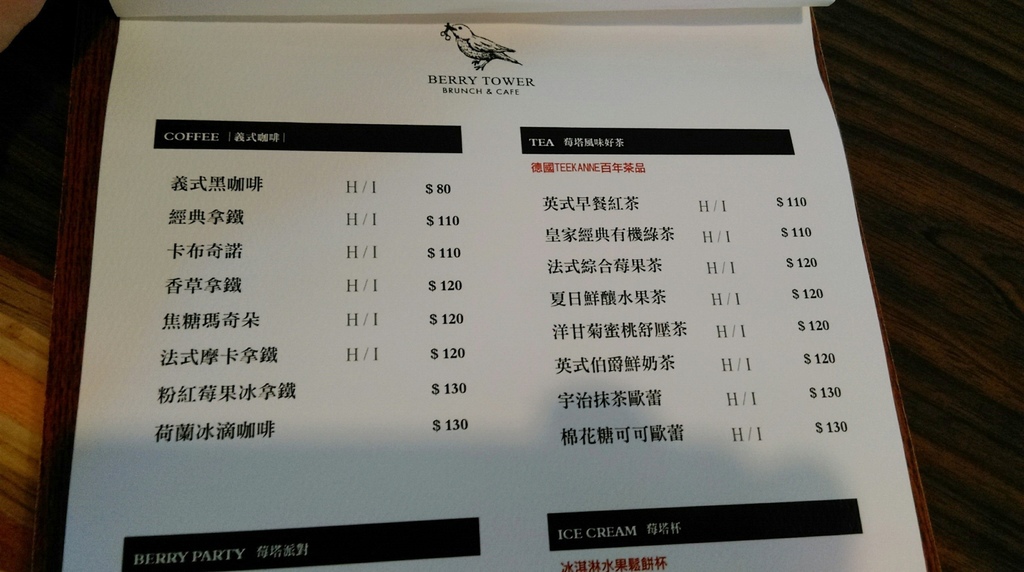 BERRY TOWER
BRUNCH & CAFE
COFFEE |義式咖啡|
義式黑咖啡 H / I $ 80
經典拿鐵 H / I $ 110
卡布奇諾 H / I $ 110
香草拿鐵 H / I $ 120
焦糖瑪奇朵 H / I $ 120
法式摩卡拿鐵 H / I $ 120
粉紅莓果冰拿鐵 $ 130
荷蘭冰滴咖啡 $ 130
TEA 莓塔風味好茶
德國TEEKANNE百年茶品
英式早餐紅茶 H / I $ 110
皇家經典有機綠茶 H / I $ 110
法式綜合莓果茶 H / I $ 120
夏日鮮釀水果茶 H / I $ 120
洋甘菊蜜桃舒壓茶 H / I $ 120
英式伯爵鮮奶茶 H / I $ 120
宇治抹茶歐蕾 H / I $ 130
棉花糖可可歐蕾 H / I $ 130
BERRY PARTY 莓塔派對
ICE CREAM 莓塔杯
冰淇淋水果鬆餅杯